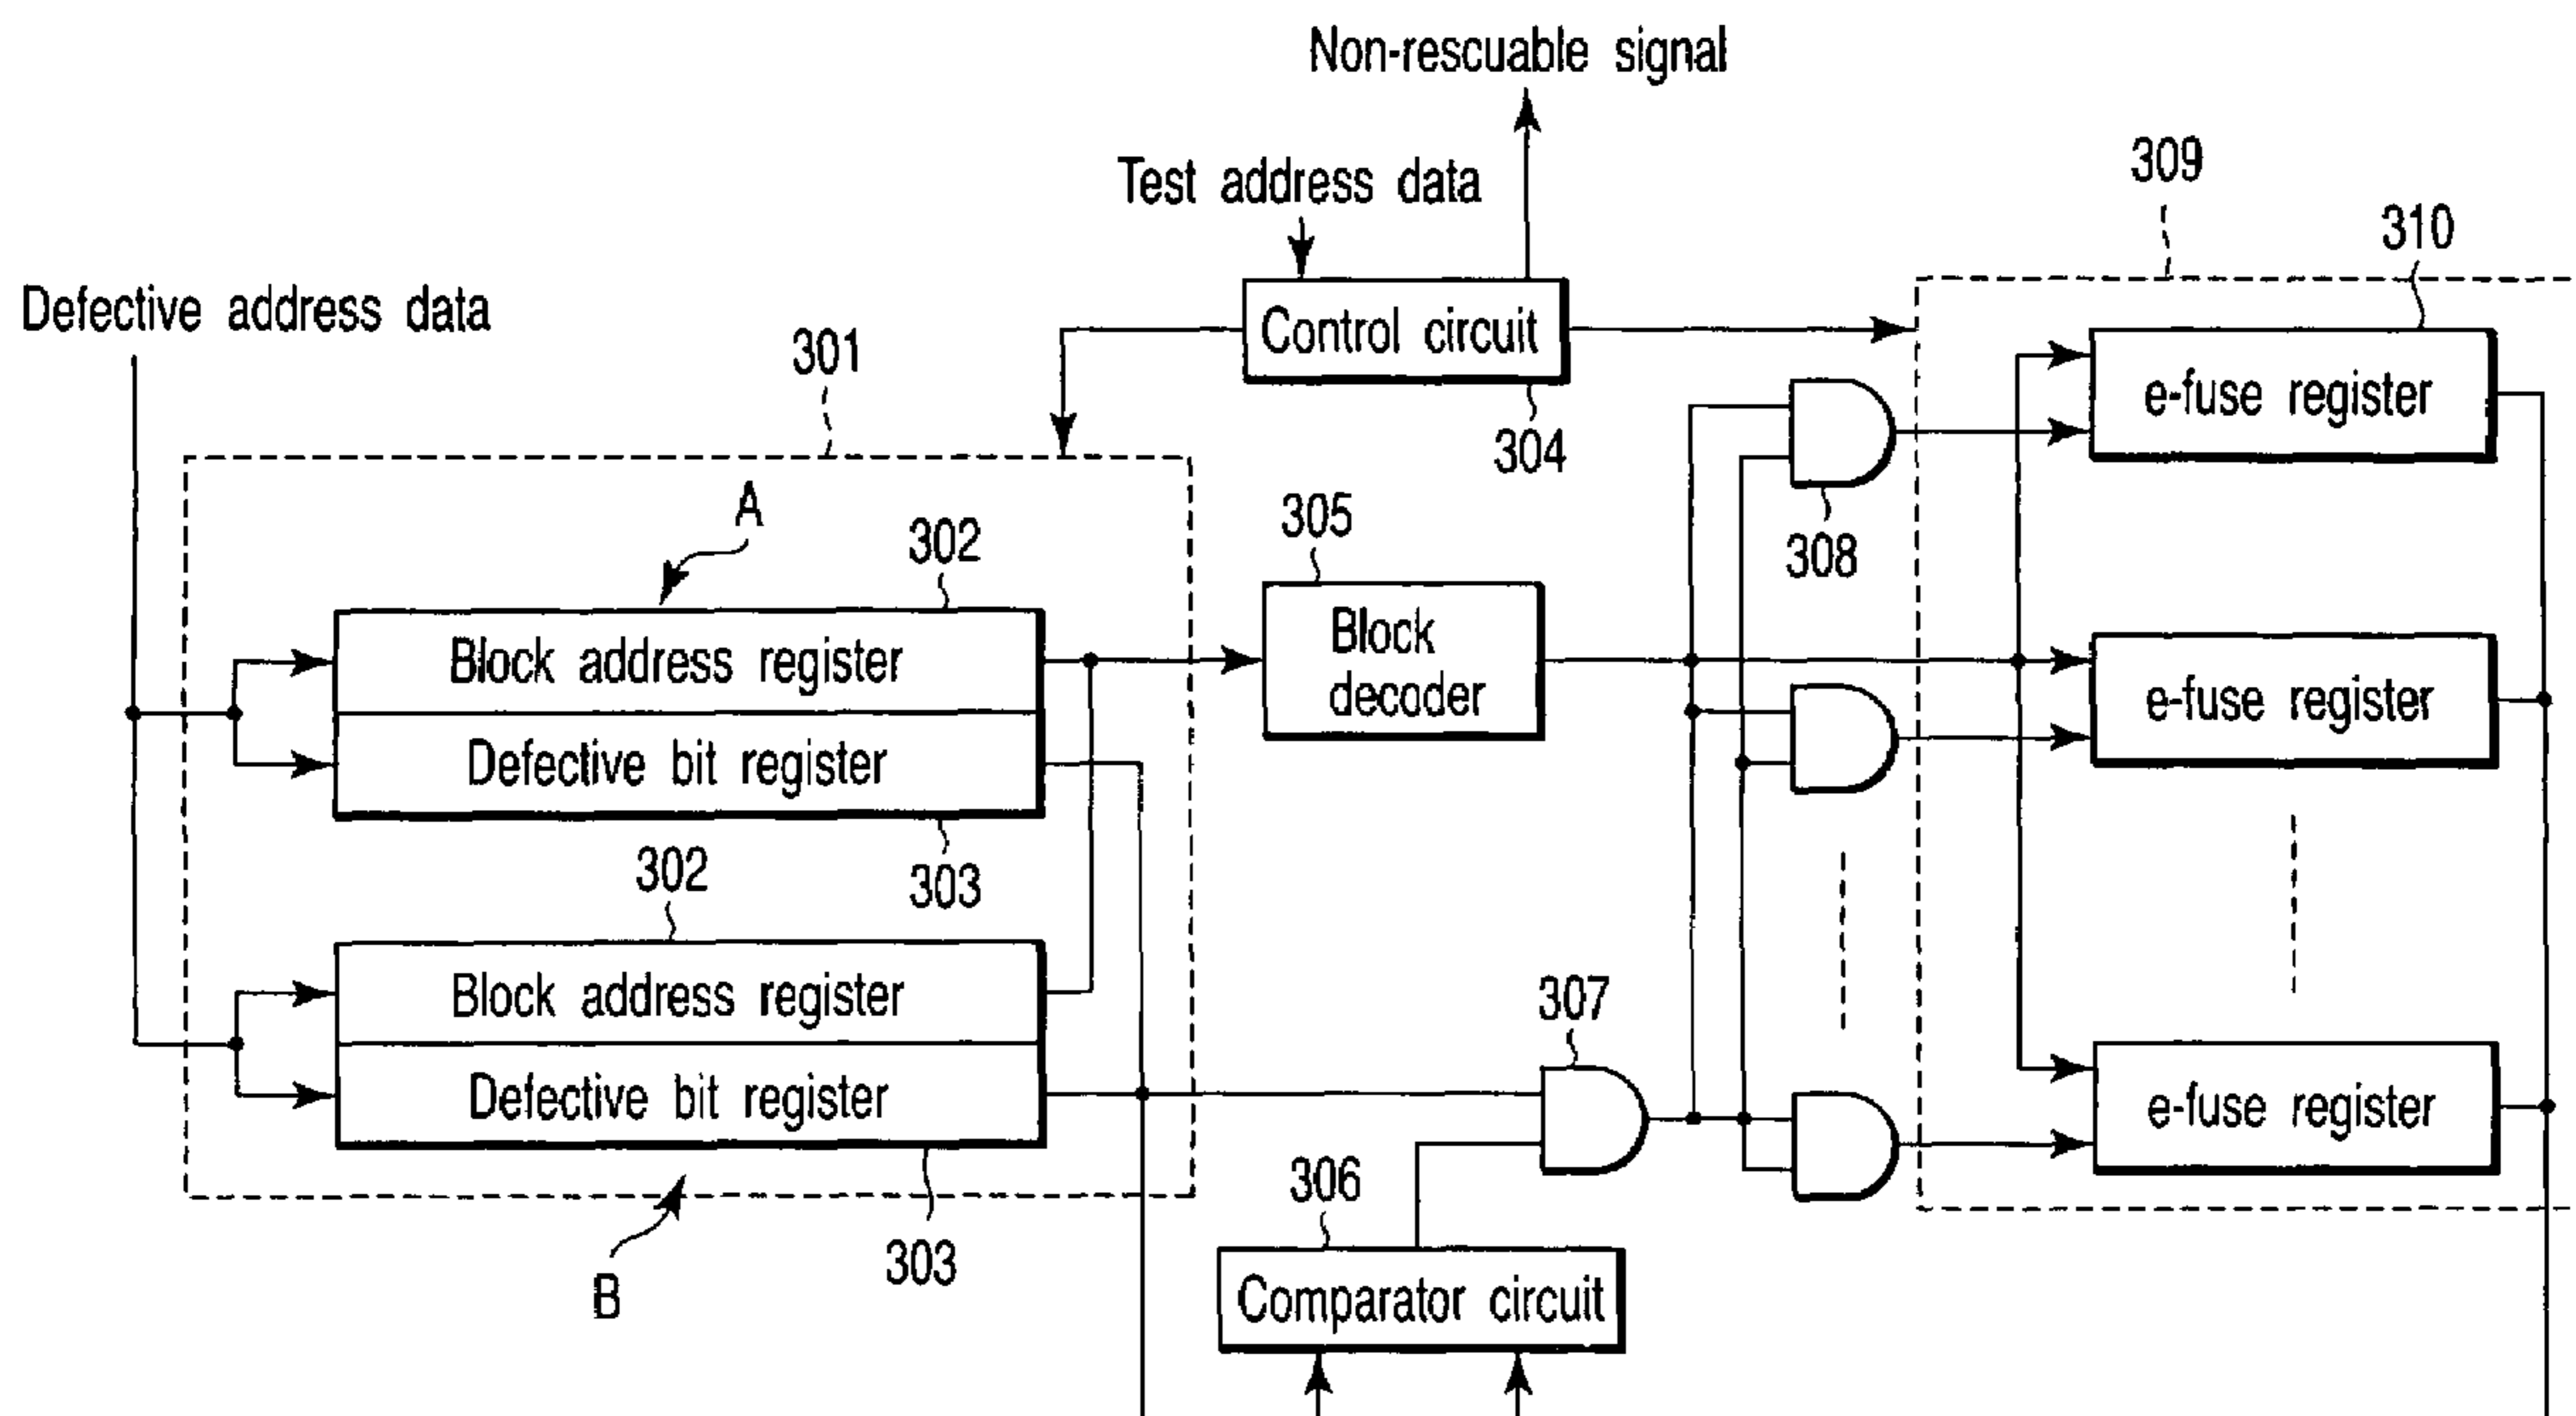 Non-rescuable signal
Test address data
309
310
Defective address data
301
Control circuit
e-fuse register
304
A
302
305
308
Block address register
Block
decoder
e-fuse register
Defective bit register
303
302
Block address register
307
Defective bit register
e-fuse register
306
303
B
Comparator circuit